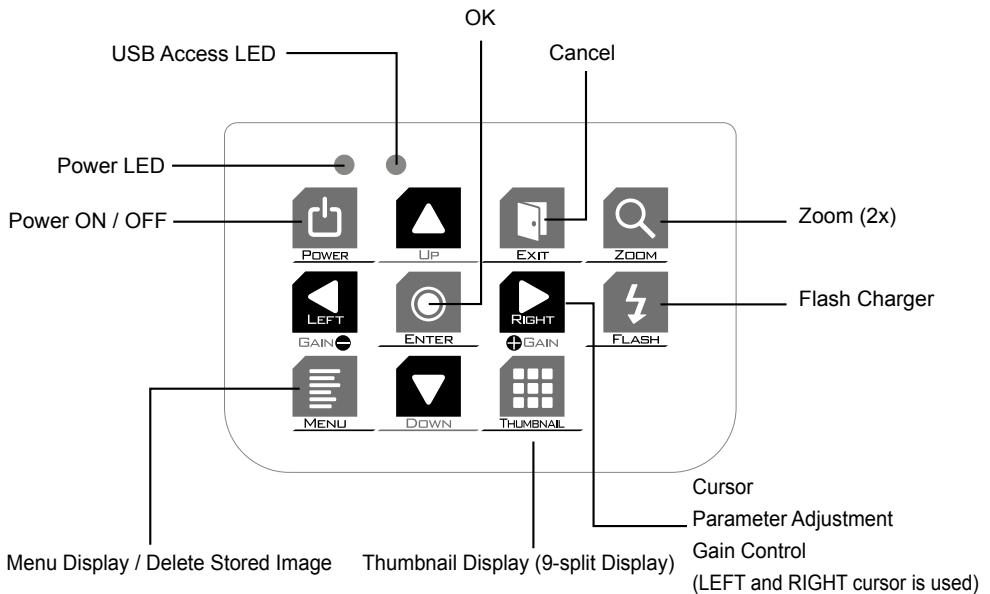 OK
USB Access LED
Cancel
Power LED
Power ON / OFF
Zoom (2x)
POWER
UP
EXIT
ZOOM
Flash Charger
LEFT
RIGHT
GAIN−
ENTER
+GAIN
FLASH
MENU
DOWN
THUMBNAIL
Cursor
Parameter Adjustment
Gain Control
(LEFT and RIGHT cursor is used)
Menu Display / Delete Stored Image
Thumbnail Display (9-split Display)